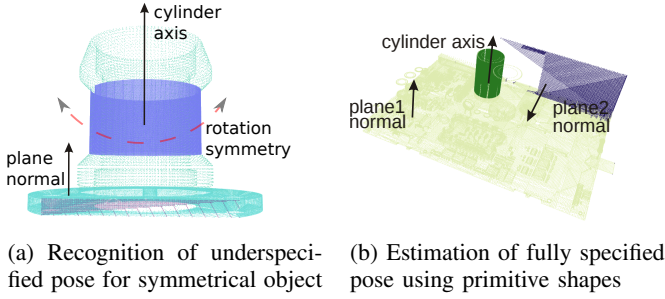 cylinder
axis
rotation
symmetry
plane
normal
cylinder axis
plane1
normal
plane2
normal
(a) Recognition of underspeci-
fied pose for symmetrical object
(b) Estimation of fully specified
pose using primitive shapes